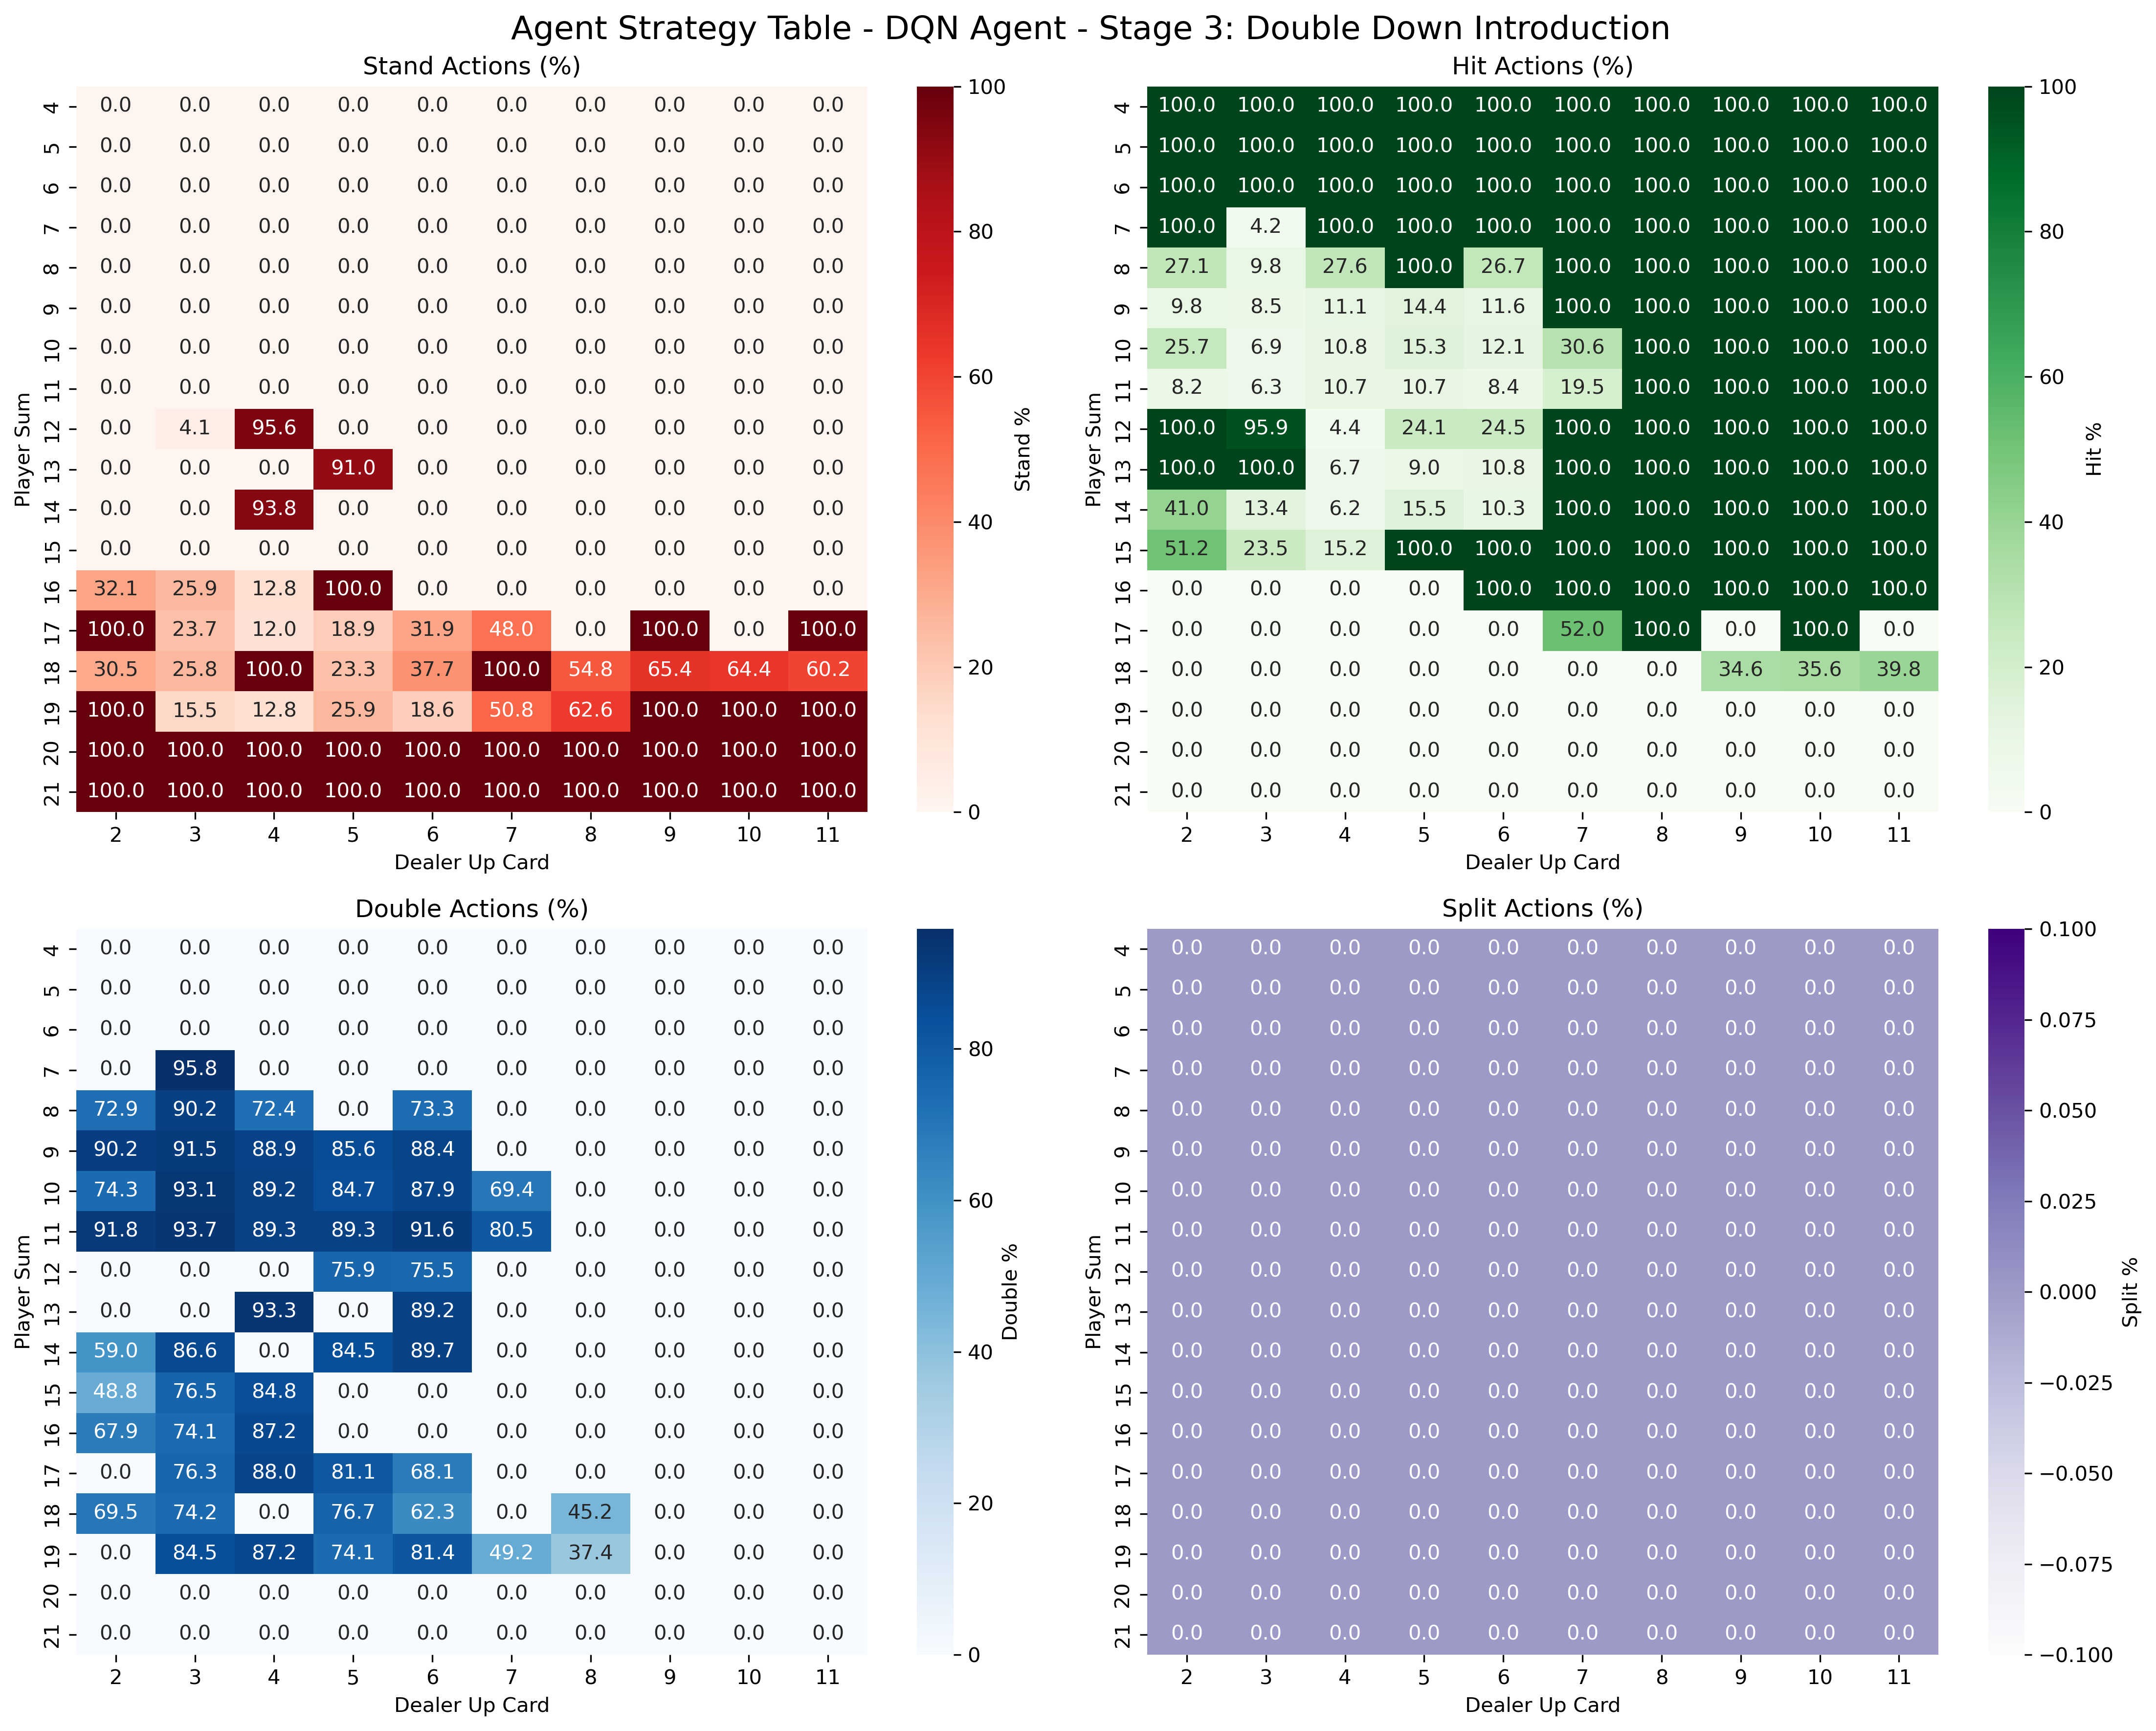 Agent Strategy Table - DQN Agent - Stage 3: Double Down Introduction
Stand Actions (%)
4 0.0 0.0 0.0 0.0 0.0 0.0 0.0 0.0 0.0 0.0
5 0.0 0.0 0.0 0.0 0.0 0.0 0.0 0.0 0.0 0.0
6 0.0 0.0 0.0 0.0 0.0 0.0 0.0 0.0 0.0 0.0
7 0.0 0.0 0.0 0.0 0.0 0.0 0.0 0.0 0.0 0.0
8 0.0 0.0 0.0 0.0 0.0 0.0 0.0 0.0 0.0 0.0
9 0.0 0.0 0.0 0.0 0.0 0.0 0.0 0.0 0.0 0.0
10 0.0 0.0 0.0 0.0 0.0 0.0 0.0 0.0 0.0 0.0
11 0.0 0.0 0.0 0.0 0.0 0.0 0.0 0.0 0.0 0.0
12 0.0 4.1 95.6 0.0 0.0 0.0 0.0 0.0 0.0 0.0
13 0.0 0.0 0.0 91.0 0.0 0.0 0.0 0.0 0.0 0.0
14 0.0 0.0 93.8 0.0 0.0 0.0 0.0 0.0 0.0 0.0
15 0.0 0.0 0.0 0.0 0.0 0.0 0.0 0.0 0.0 0.0
16 32.1 25.9 12.8 100.0 0.0 0.0 0.0 0.0 0.0 0.0
17 100.0 23.7 12.0 18.9 31.9 48.0 0.0 100.0 0.0 100.0
18 30.5 25.8 100.0 23.3 37.7 100.0 54.8 65.4 64.4 60.2
19 100.0 15.5 12.8 25.9 18.6 50.8 62.6 100.0 100.0 100.0
20 100.0 100.0 100.0 100.0 100.0 100.0 100.0 100.0 100.0 100.0
21 100.0 100.0 100.0 100.0 100.0 100.0 100.0 100.0 100.0 100.0
2 3 4 5 6 7 8 9 10 11
Dealer Up Card
Player Sum
100
80
60
40
20
0
Stand %
Hit Actions (%)
4 100.0 100.0 100.0 100.0 100.0 100.0 100.0 100.0 100.0 100.0
5 100.0 100.0 100.0 100.0 100.0 100.0 100.0 100.0 100.0 100.0
6 100.0 100.0 100.0 100.0 100.0 100.0 100.0 100.0 100.0 100.0
7 100.0 4.2 100.0 100.0 100.0 100.0 100.0 100.0 100.0 100.0
8 27.1 9.8 27.6 100.0 26.7 100.0 100.0 100.0 100.0 100.0
9 9.8 8.5 11.1 14.4 11.6 100.0 100.0 100.0 100.0 100.0
10 25.7 6.9 10.8 15.3 12.1 30.6 100.0 100.0 100.0 100.0
11 8.2 6.3 10.7 10.7 8.4 19.5 100.0 100.0 100.0 100.0
12 100.0 95.9 4.4 24.1 24.5 100.0 100.0 100.0 100.0 100.0
13 100.0 100.0 6.7 9.0 10.8 100.0 100.0 100.0 100.0 100.0
14 41.0 13.4 6.2 15.5 10.3 100.0 100.0 100.0 100.0 100.0
15 51.2 23.5 15.2 100.0 100.0 100.0 100.0 100.0 100.0 100.0
16 0.0 0.0 0.0 0.0 100.0 100.0 100.0 100.0 100.0 100.0
17 0.0 0.0 0.0 0.0 0.0 52.0 100.0 0.0 100.0 0.0
18 0.0 0.0 0.0 0.0 0.0 0.0 0.0 34.6 35.6 39.8
19 0.0 0.0 0.0 0.0 0.0 0.0 0.0 0.0 0.0 0.0
20 0.0 0.0 0.0 0.0 0.0 0.0 0.0 0.0 0.0 0.0
21 0.0 0.0 0.0 0.0 0.0 0.0 0.0 0.0 0.0 0.0
2 3 4 5 6 7 8 9 10 11
Dealer Up Card
Player Sum
100
80
60
40
20
0
Hit %
Double Actions (%)
4 0.0 0.0 0.0 0.0 0.0 0.0 0.0 0.0 0.0 0.0
5 0.0 0.0 0.0 0.0 0.0 0.0 0.0 0.0 0.0 0.0
6 0.0 0.0 0.0 0.0 0.0 0.0 0.0 0.0 0.0 0.0
7 0.0 95.8 0.0 0.0 0.0 0.0 0.0 0.0 0.0 0.0
8 72.9 90.2 72.4 0.0 73.3 0.0 0.0 0.0 0.0 0.0
9 90.2 91.5 88.9 85.6 88.4 0.0 0.0 0.0 0.0 0.0
10 74.3 93.1 89.2 84.7 87.9 69.4 0.0 0.0 0.0 0.0
11 91.8 93.7 89.3 89.3 91.6 80.5 0.0 0.0 0.0 0.0
12 0.0 0.0 0.0 75.9 75.5 0.0 0.0 0.0 0.0 0.0
13 0.0 0.0 93.3 0.0 89.2 0.0 0.0 0.0 0.0 0.0
14 59.0 86.6 0.0 84.5 89.7 0.0 0.0 0.0 0.0 0.0
15 48.8 76.5 84.8 0.0 0.0 0.0 0.0 0.0 0.0 0.0
16 67.9 74.1 87.2 0.0 0.0 0.0 0.0 0.0 0.0 0.0
17 0.0 76.3 88.0 81.1 68.1 0.0 0.0 0.0 0.0 0.0
18 69.5 74.2 0.0 76.7 62.3 0.0 45.2 0.0 0.0 0.0
19 0.0 84.5 87.2 74.1 81.4 49.2 37.4 0.0 0.0 0.0
20 0.0 0.0 0.0 0.0 0.0 0.0 0.0 0.0 0.0 0.0
21 0.0 0.0 0.0 0.0 0.0 0.0 0.0 0.0 0.0 0.0
2 3 4 5 6 7 8 9 10 11
Dealer Up Card
Player Sum
80
60
40
20
0
Double %
Split Actions (%)
4 0.0 0.0 0.0 0.0 0.0 0.0 0.0 0.0 0.0 0.0
5 0.0 0.0 0.0 0.0 0.0 0.0 0.0 0.0 0.0 0.0
6 0.0 0.0 0.0 0.0 0.0 0.0 0.0 0.0 0.0 0.0
7 0.0 0.0 0.0 0.0 0.0 0.0 0.0 0.0 0.0 0.0
8 0.0 0.0 0.0 0.0 0.0 0.0 0.0 0.0 0.0 0.0
9 0.0 0.0 0.0 0.0 0.0 0.0 0.0 0.0 0.0 0.0
10 0.0 0.0 0.0 0.0 0.0 0.0 0.0 0.0 0.0 0.0
11 0.0 0.0 0.0 0.0 0.0 0.0 0.0 0.0 0.0 0.0
12 0.0 0.0 0.0 0.0 0.0 0.0 0.0 0.0 0.0 0.0
13 0.0 0.0 0.0 0.0 0.0 0.0 0.0 0.0 0.0 0.0
14 0.0 0.0 0.0 0.0 0.0 0.0 0.0 0.0 0.0 0.0
15 0.0 0.0 0.0 0.0 0.0 0.0 0.0 0.0 0.0 0.0
16 0.0 0.0 0.0 0.0 0.0 0.0 0.0 0.0 0.0 0.0
17 0.0 0.0 0.0 0.0 0.0 0.0 0.0 0.0 0.0 0.0
18 0.0 0.0 0.0 0.0 0.0 0.0 0.0 0.0 0.0 0.0
19 0.0 0.0 0.0 0.0 0.0 0.0 0.0 0.0 0.0 0.0
20 0.0 0.0 0.0 0.0 0.0 0.0 0.0 0.0 0.0 0.0
21 0.0 0.0 0.0 0.0 0.0 0.0 0.0 0.0 0.0 0.0
2 3 4 5 6 7 8 9 10 11
Dealer Up Card
Player Sum
0.100
0.075
0.050
0.025
0.000
−0.025
−0.050
−0.075
−0.100
Split %